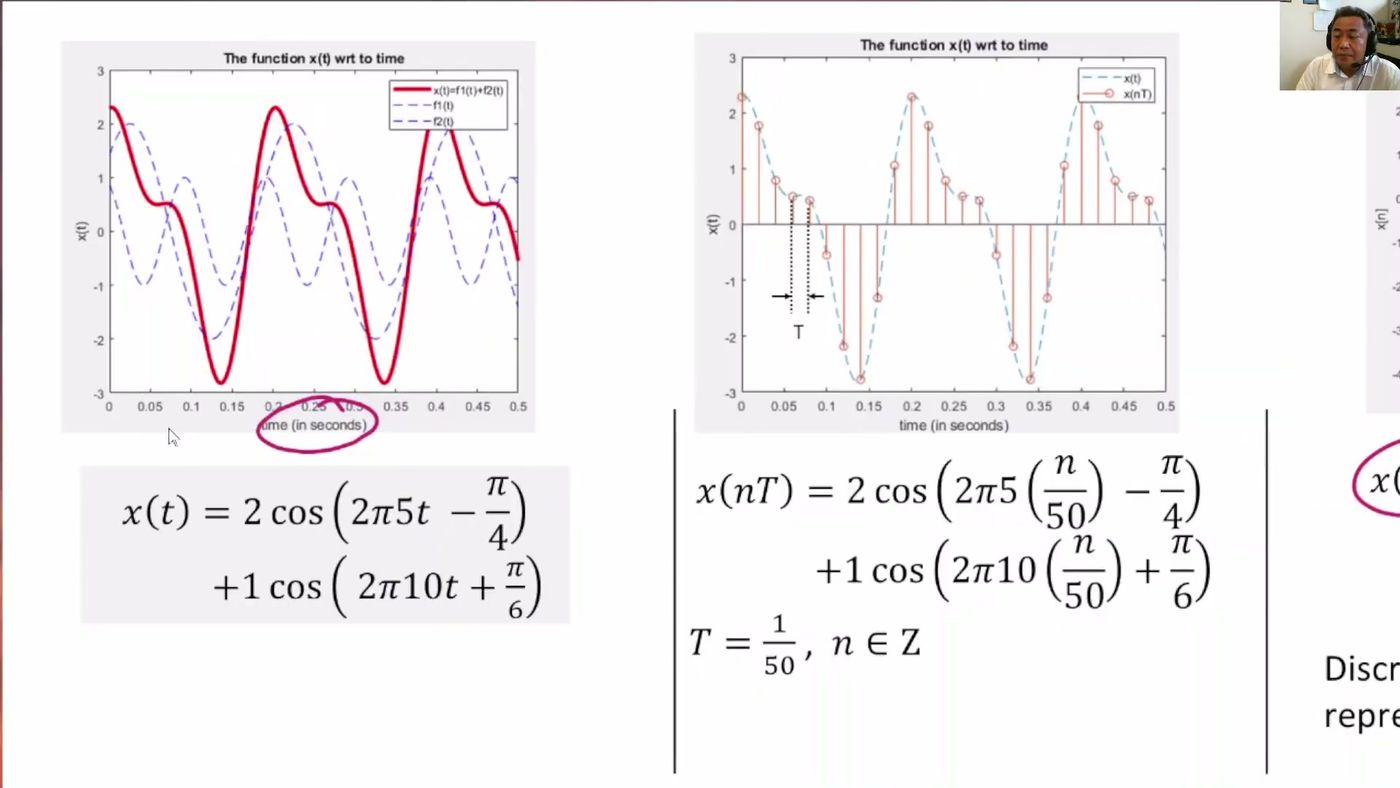 The function x(t) wrt to time
3
2
1
0
-1
-2
-3
x(t)
x(t)=f1(t)+f2(t)
f1(t)
f2(t)
0 0.05 0.1 0.15 0.2 0.25 0.3 0.35 0.4 0.45 0.5
time (in seconds)
x(t) = 2 cos (2π5t − π/4)
+1 cos ( 2π10t + π/6)
The function x(t) wrt to time
3
2
1
0
-1
-2
-3
x(t)
x(t)
x(nT)
T
0 0.05 0.1 0.15 0.2 0.25 0.3 0.35 0.4 0.45 0.5
time (in seconds)
x(nT) = 2 cos (2π5 (n/50) − π/4)
+1 cos (2π10 (n/50) + π/6)
T = 1/50 , n ∈ Z
x[n]
x(
Discr
repre